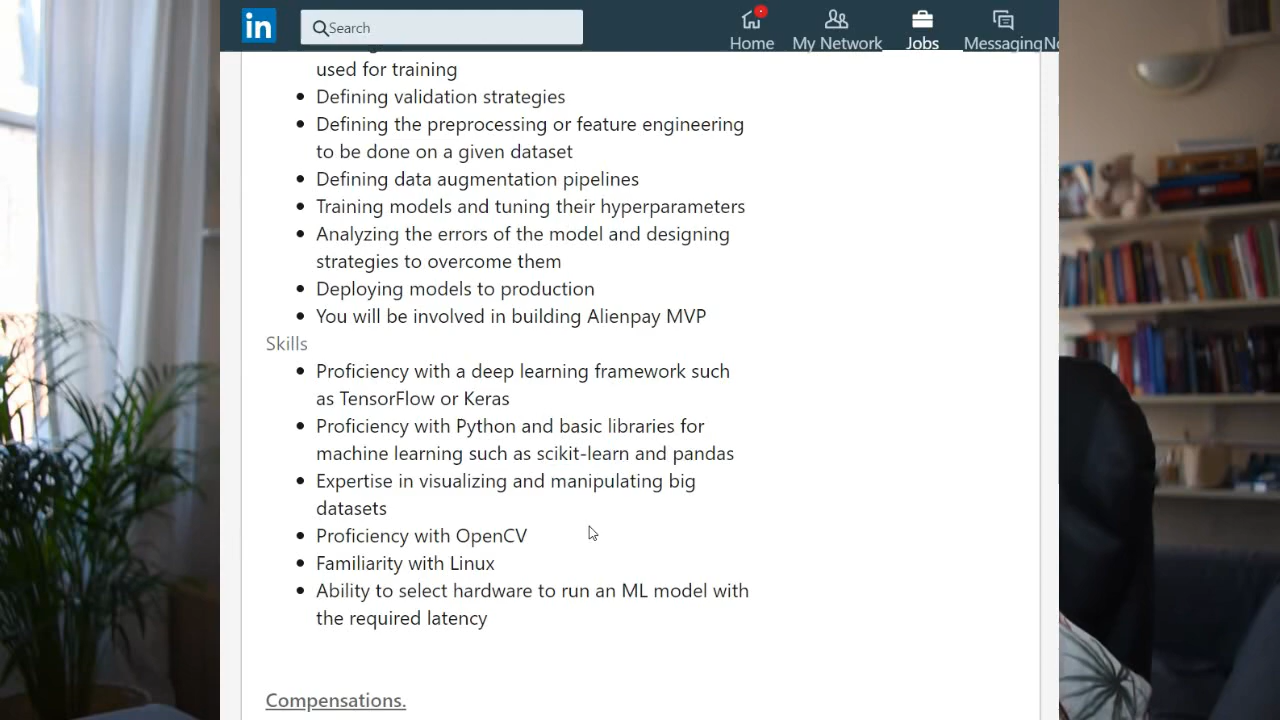 in
Search
Home
My Network
Jobs
Messaging
used for training
Defining validation strategies
Defining the preprocessing or feature engineering
to be done on a given dataset
Defining data augmentation pipelines
Training models and tuning their hyperparameters
Analyzing the errors of the model and designing
strategies to overcome them
Deploying models to production
You will be involved in building Alienpay MVP
Skills
Proficiency with a deep learning framework such
as TensorFlow or Keras
Proficiency with Python and basic libraries for
machine learning such as scikit-learn and pandas
Expertise in visualizing and manipulating big
datasets
Proficiency with OpenCV
Familiarity with Linux
Ability to select hardware to run an ML model with
the required latency
Compensations.